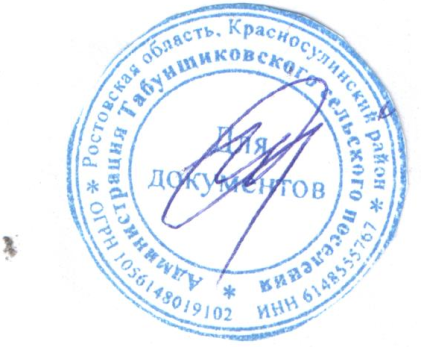 * Ростовская область, Красносулинский район *
ОГРН 1056148019102 ИНН 6148555767
* Администрация Табунщиковского сельского поселения
Для
документов